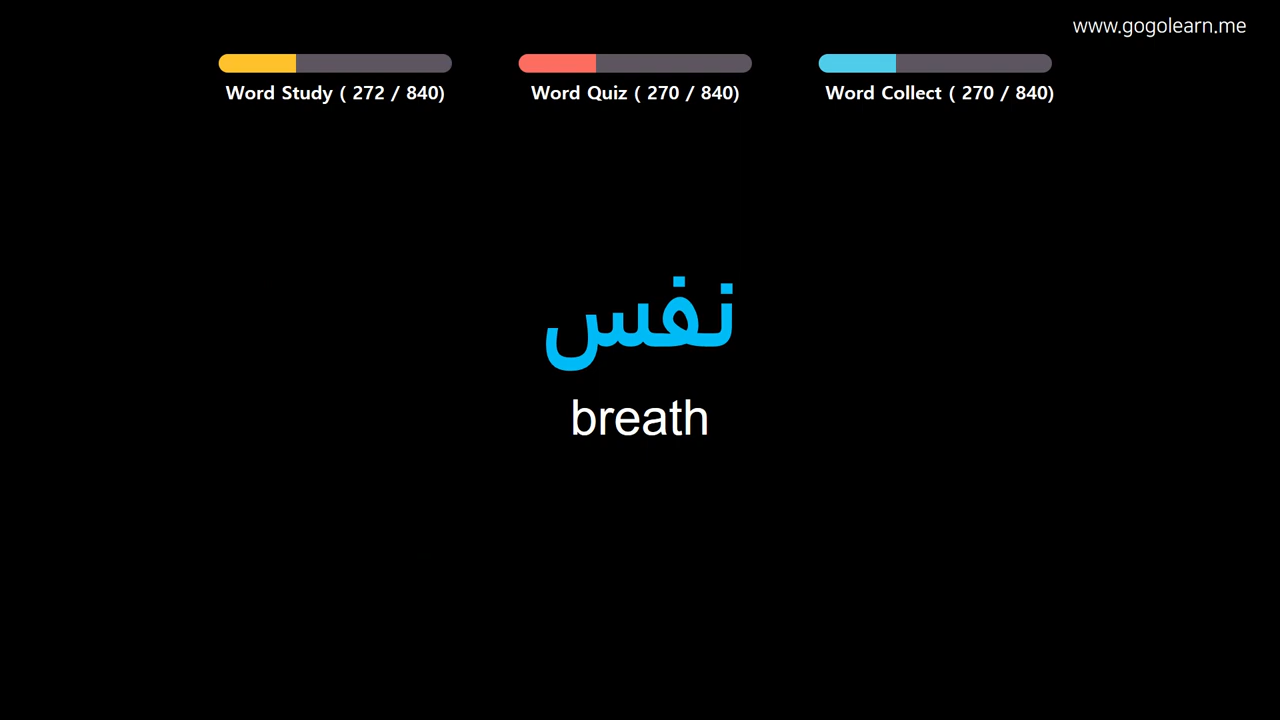 www.gogolearn.me
Word Study ( 272 / 840)
Word Quiz ( 270 / 840)
Word Collect ( 270 / 840)
نفس
breath